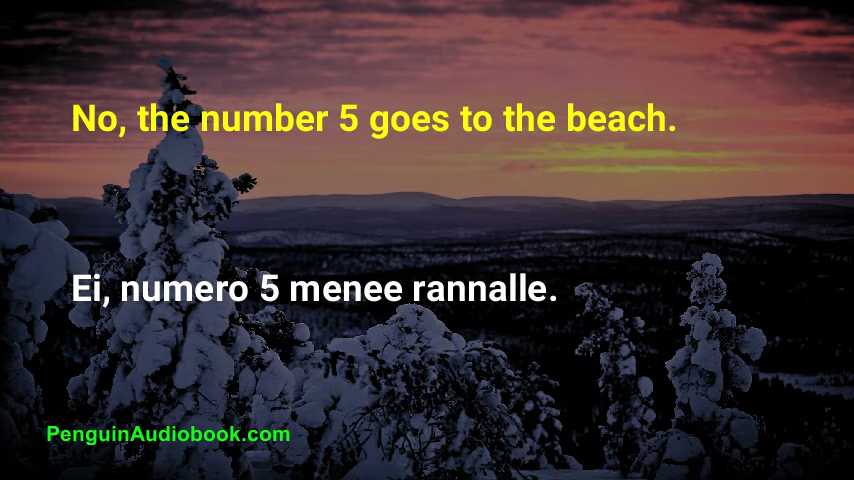 No, the number 5 goes to the beach.
Ei, numero 5 menee rannalle.
PenguinAudiobook.com